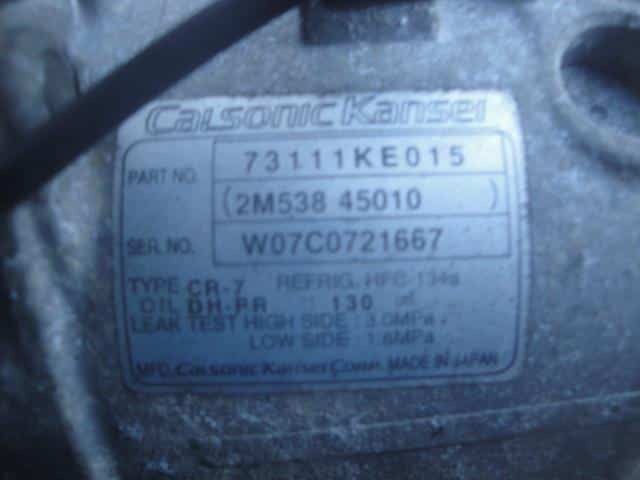 CALSONIC KANSEI
PART NO. 73111KE015
(2M538 45010 )
SER. NO. W07C0721667
TYPE CR-7 REFRIG. HFC-134a
OIL DH-PR : 130
LEAK TEST HIGH SIDE : 3.0MPa
LOW SIDE : 1.6MPa
MFD. CALSONIC KANSEI CORP. MADE IN JAPAN